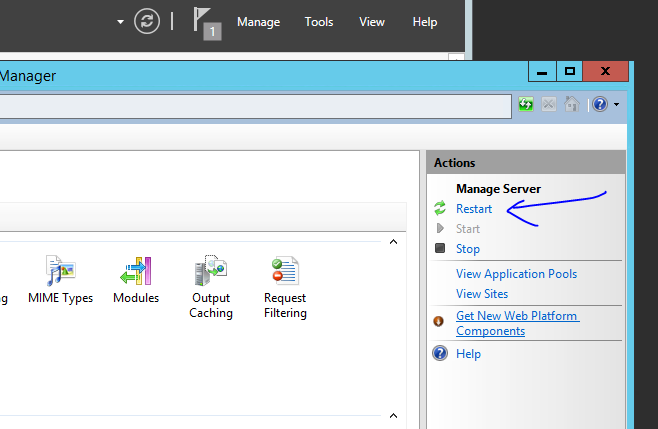 1
Manage Tools View Help
Manager
Actions
Manage Server
Restart
Start
Stop
View Application Pools
View Sites
Get New Web Platform
Components
Help
g MIME Types Modules Output Request
Caching Filtering